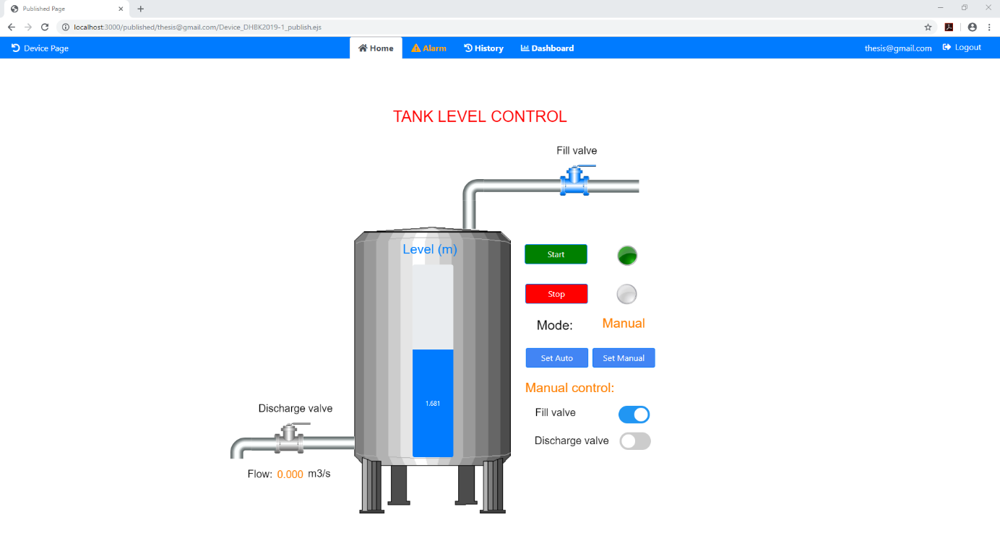 Published Page
localhost:3000/published/thesis@gmail.com/Device_DHBK2019-1_publish.ejs
Device Page
Home
Alarm
History
Dashboard
thesis@gmail.com
Logout
TANK LEVEL CONTROL
Fill valve
Level (m)
Start
Stop
Mode: Manual
Set Auto
Set Manual
Manual control:
1.681
Discharge valve
Fill valve
Discharge valve
Flow: 0.000 m3/s